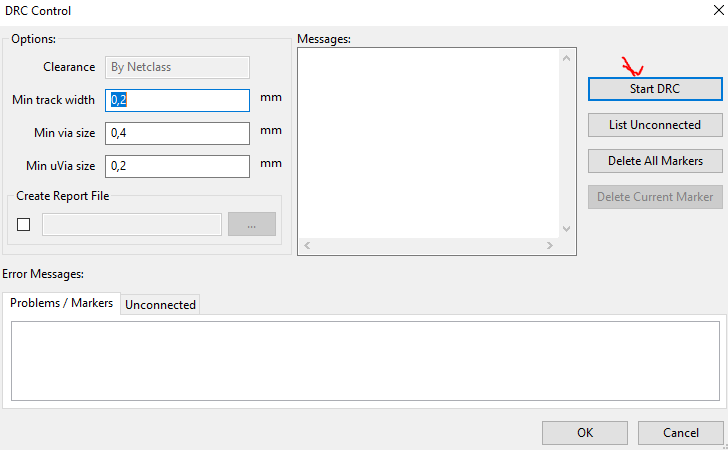 DRC Control
Options:
Clearance By Netclass
Min track width 0,2 mm
Min via size 0,4 mm
Min uVia size 0,2 mm
Create Report File
...
Messages:
Start DRC
List Unconnected
Delete All Markers
Delete Current Marker
Error Messages:
Problems / Markers Unconnected
OK Cancel